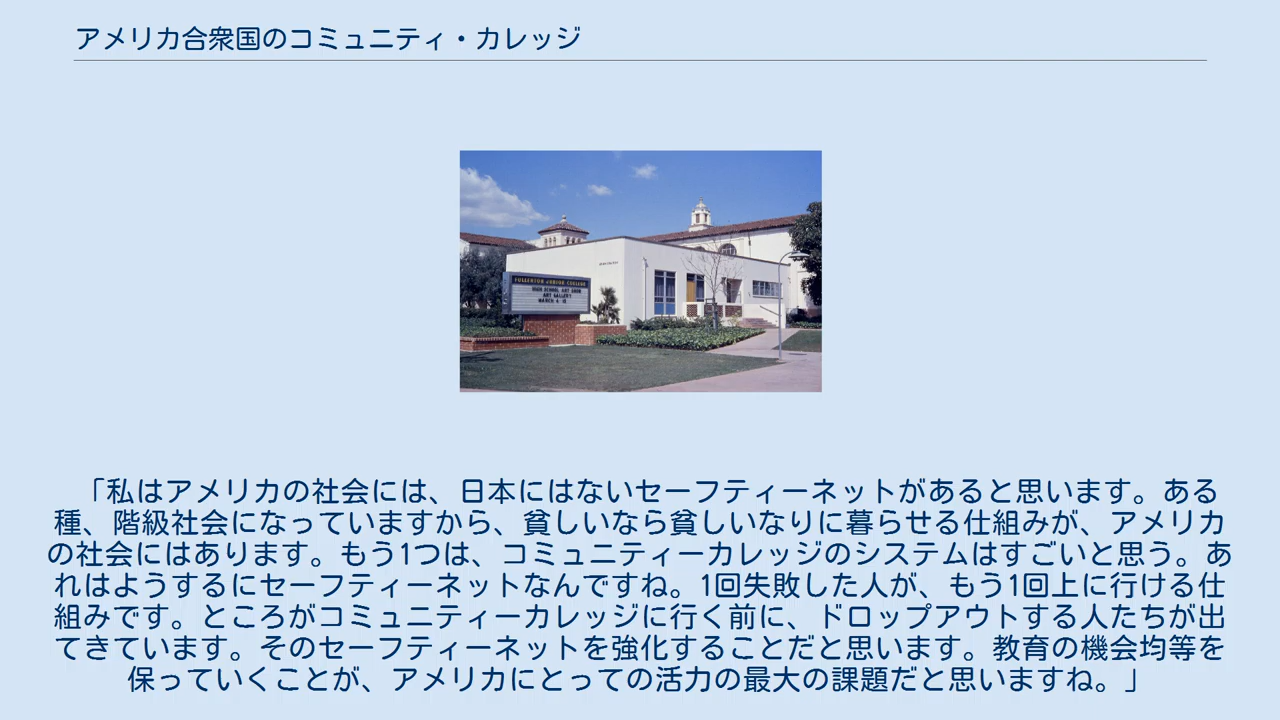 アメリカ合衆国のコミュニティ・カレッジ
FULLERTON JUNIOR COLLEGE
HIGH SCHOOL ART SHOW
ART GALLERY
MARCH 4
「私はアメリカの社会には、日本にはないセーフティーネットがあると思います。ある
種、階級社会になっていますから、貧しいなら貧しいなりに暮らせる仕組みが、アメリカ
の社会にはあります。もう1つは、コミュニティーカレッジのシステムはすごいと思う。あ
れはようするにセーフティーネットなんですね。1回失敗した人が、もう1回上に行ける仕
組みです。ところがコミュニティーカレッジに行く前に、ドロップアウトする人たちが出
てきています。そのセーフティーネットを強化することだと思います。教育の機会均等を
保っていくことが、アメリカにとっての活力の最大の課題だと思いますね。」